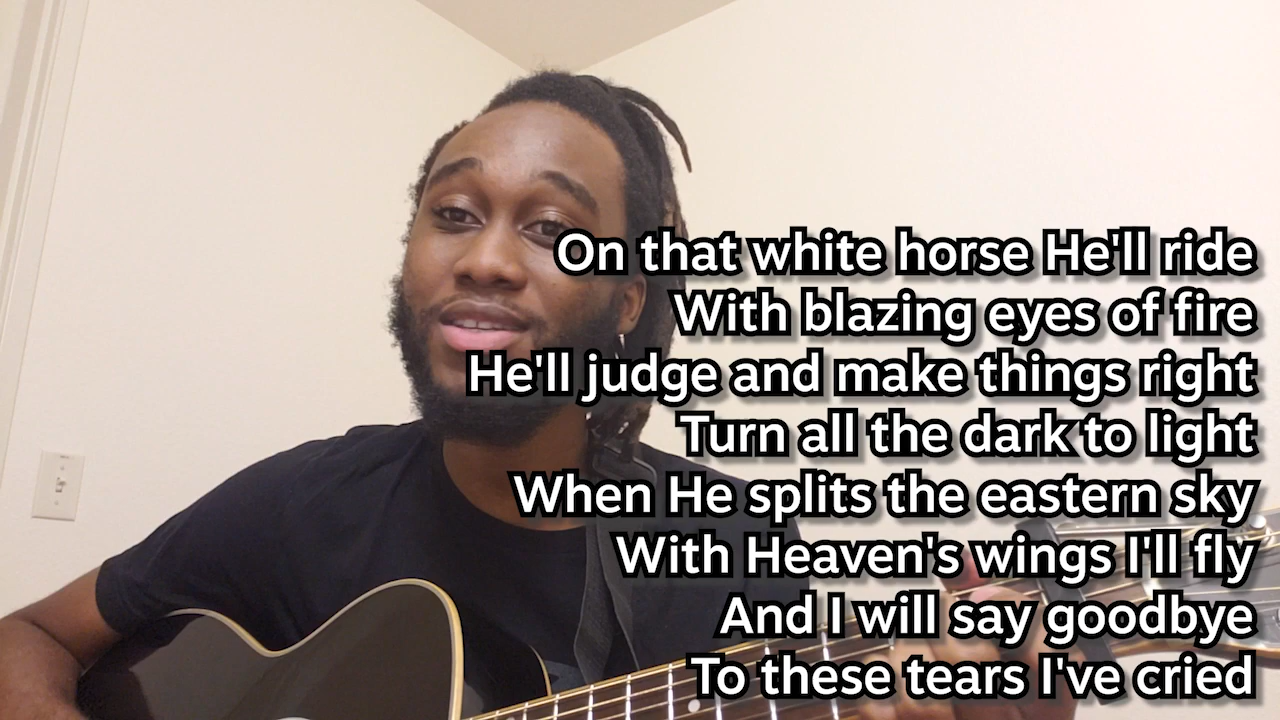 On that white horse He'll ride
With blazing eyes of fire
He'll judge and make things right
Turn all the dark to light
When He splits the eastern sky
With Heaven's wings I'll fly
And I will say goodbye
To these tears I've cried